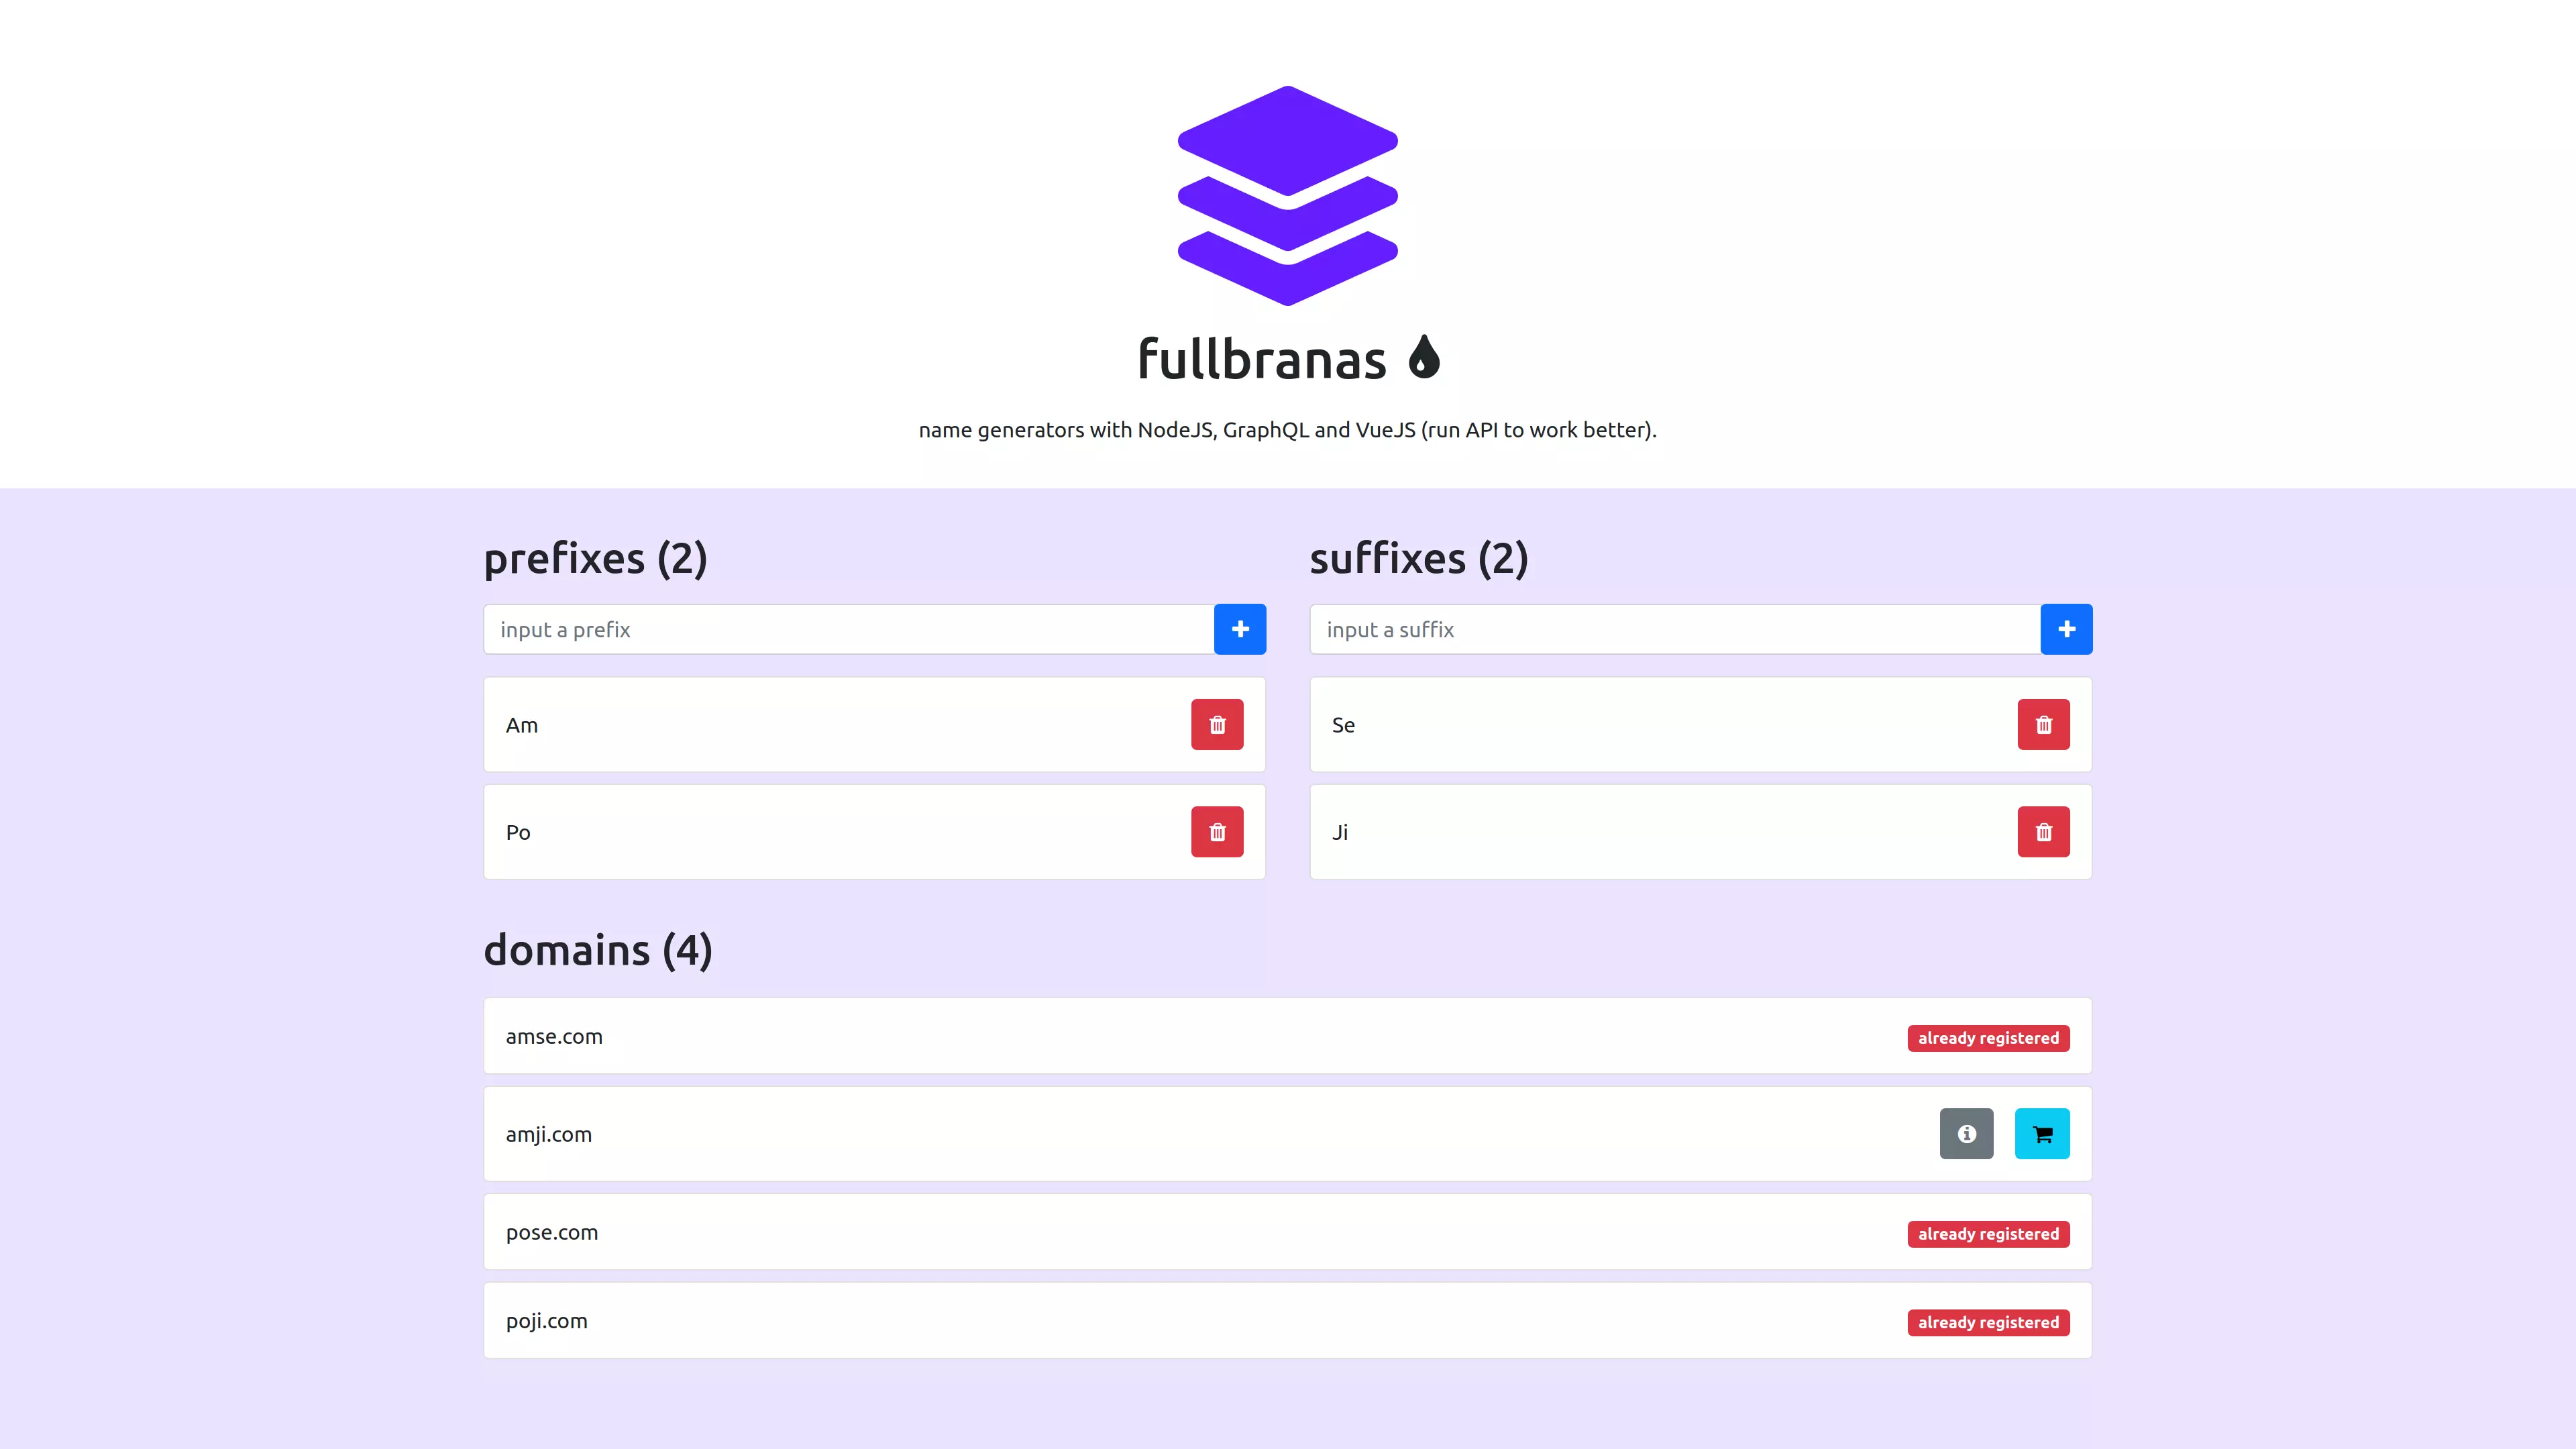 fullbranas
name generators with NodeJS, GraphQL and VueJS (run API to work better).
prefixes (2)
input a prefix
Am
Po
suffixes (2)
input a suffix
Se
Ji
domains (4)
amse.com already registered
amji.com
pose.com already registered
poji.com already registered